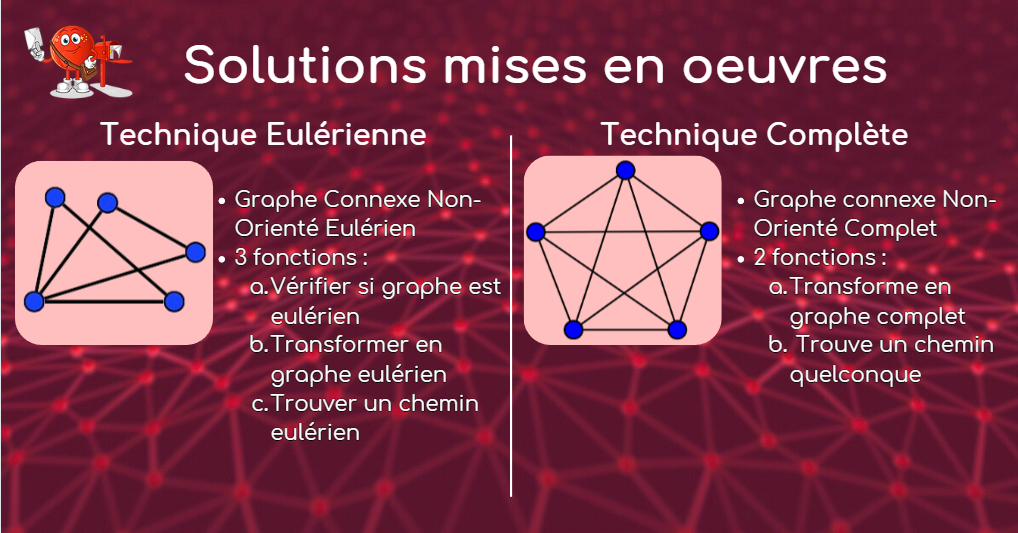 Solutions mises en oeuvres
Technique Eulérienne
• Graphe Connexe Non-
Orienté Eulérien
• 3 fonctions :
a.Vérifier si graphe est
eulérien
b.Transformer en
graphe eulérien
c.Trouver un chemin
eulérien
Technique Complète
• Graphe connexe Non-
Orienté Complet
• 2 fonctions :
a.Transforme en
graphe complet
b. Trouve un chemin
quelconque